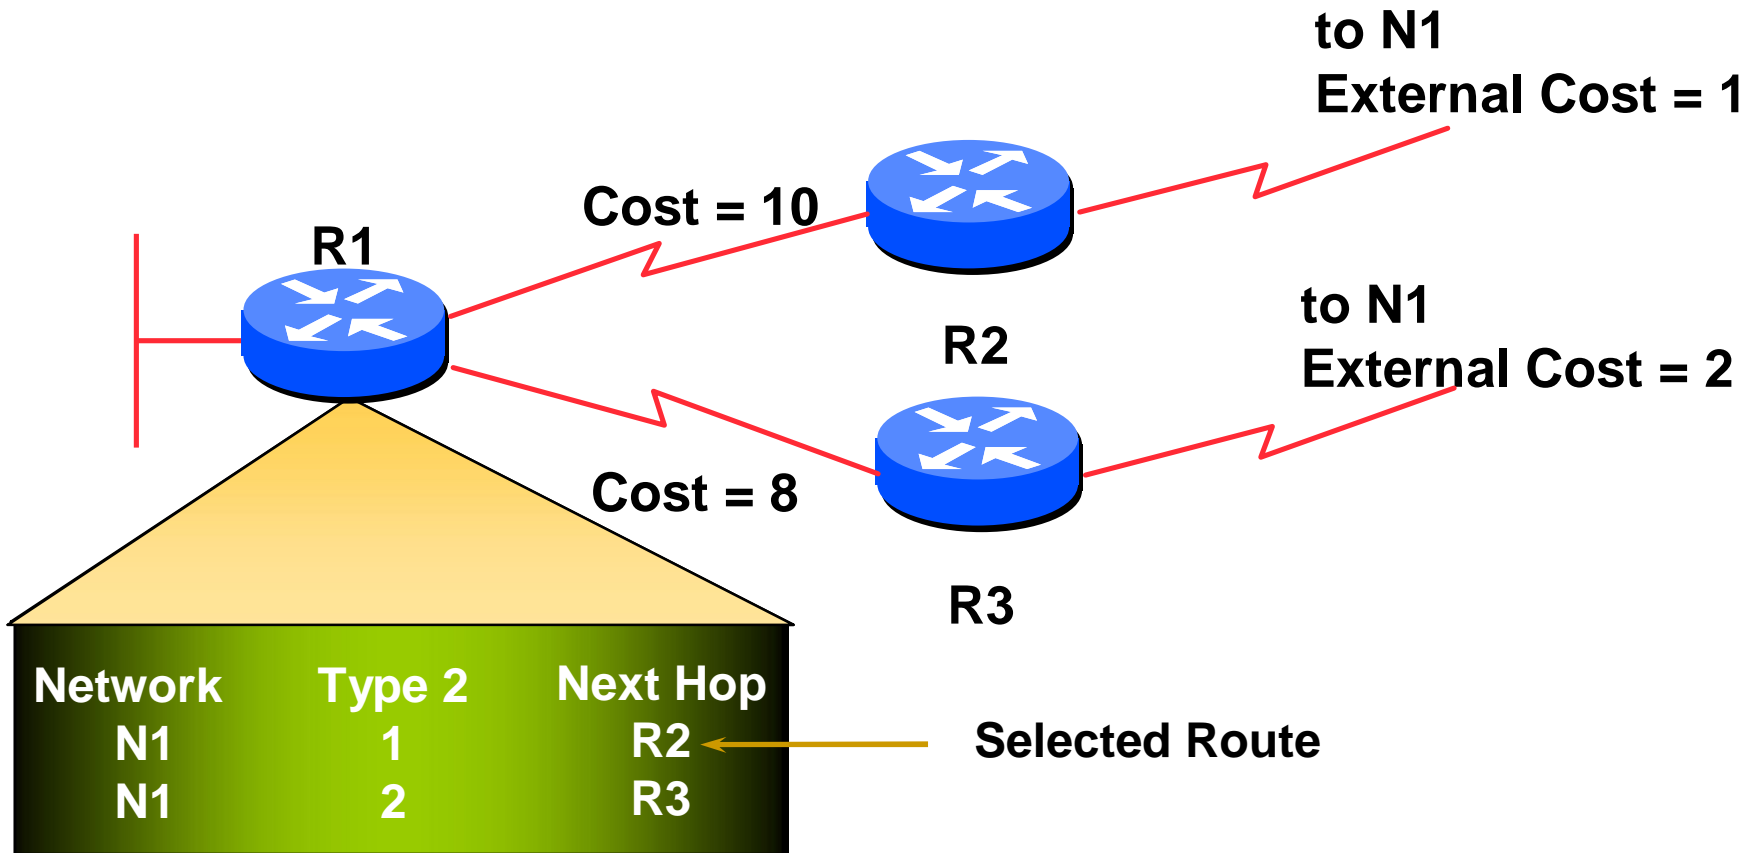 to N1
External Cost = 1
Cost = 10
R1
R2
to N1
External Cost = 2
Cost = 8
R3
Network Type 2 Next Hop
N1 1 R2
N1 2 R3
Selected Route